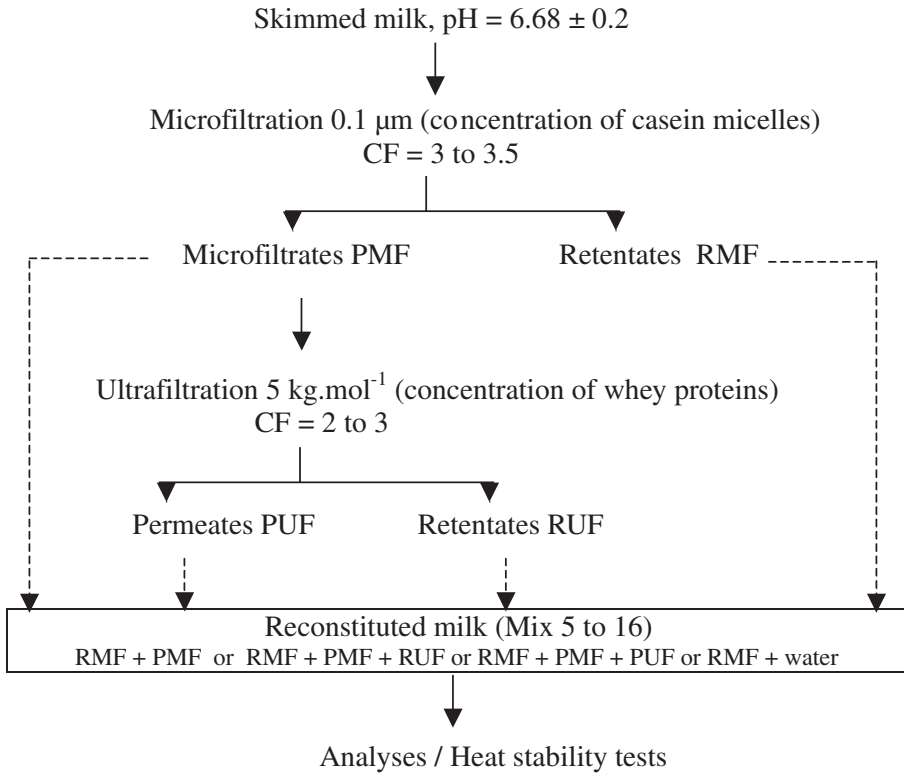 Skimmed milk, pH = 6.68 ± 0.2
Microfiltration 0.1 µm (concentration of casein micelles)
CF = 3 to 3.5
Microfiltrates PMF
Retentates RMF
Ultrafiltration 5 kg.mol⁻¹ (concentration of whey proteins)
CF = 2 to 3
Permeates PUF
Retentates RUF
Reconstituted milk (Mix 5 to 16)
RMF + PMF or RMF + PMF + RUF or RMF + PMF + PUF or RMF + water
Analyses / Heat stability tests